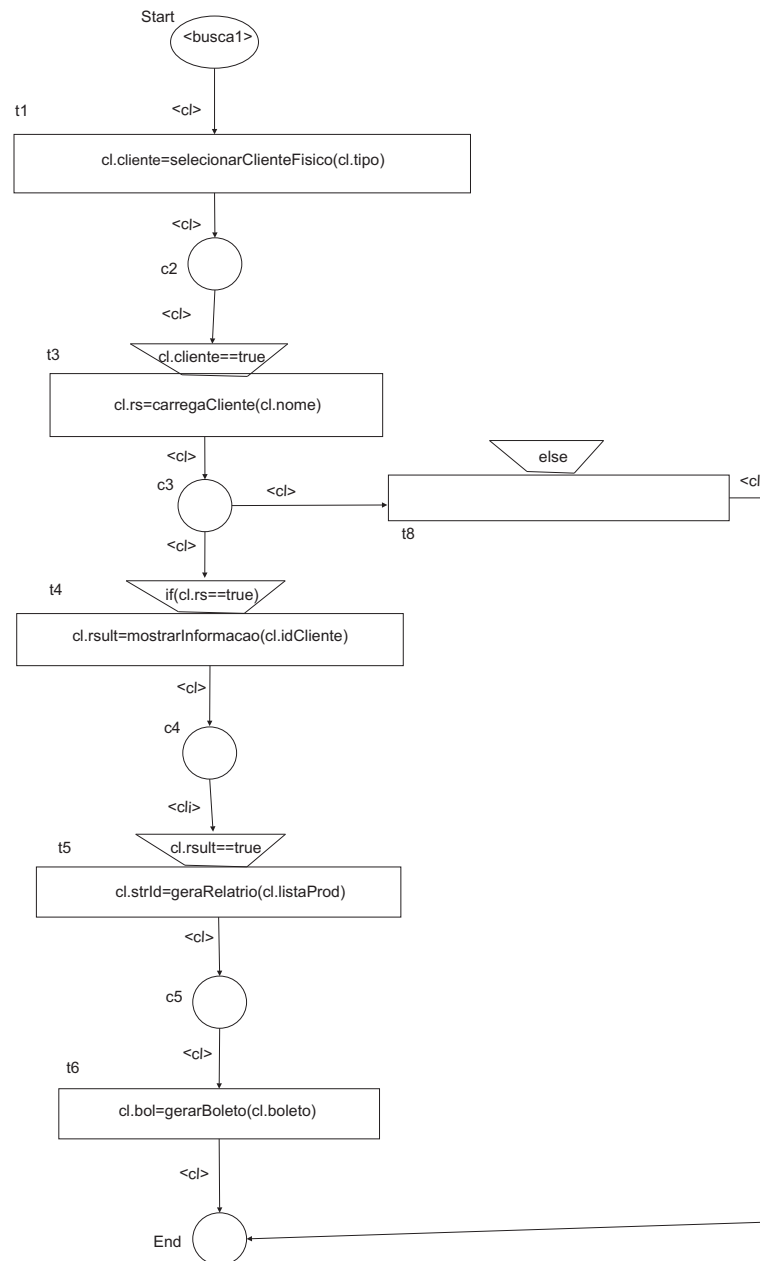 Start
<busca1>
<cl>
t1
cl.cliente=selecionarClienteFisico(cl.tipo)
<cl>
c2
<cl>
t3
cl.cliente==true
cl.rs=carregaCliente(cl.nome)
<cl>
c3
<cl>
else
<cl
t8
<cl>
t4
if(cl.rs==true)
cl.rsult=mostrarInformacao(cl.idCliente)
<cl>
c4
<cli>
t5
cl.rsult==true
cl.strId=geraRelatrio(cl.listaProd)
<cl>
c5
<cl>
t6
cl.bol=gerarBoleto(cl.boleto)
<cl>
End